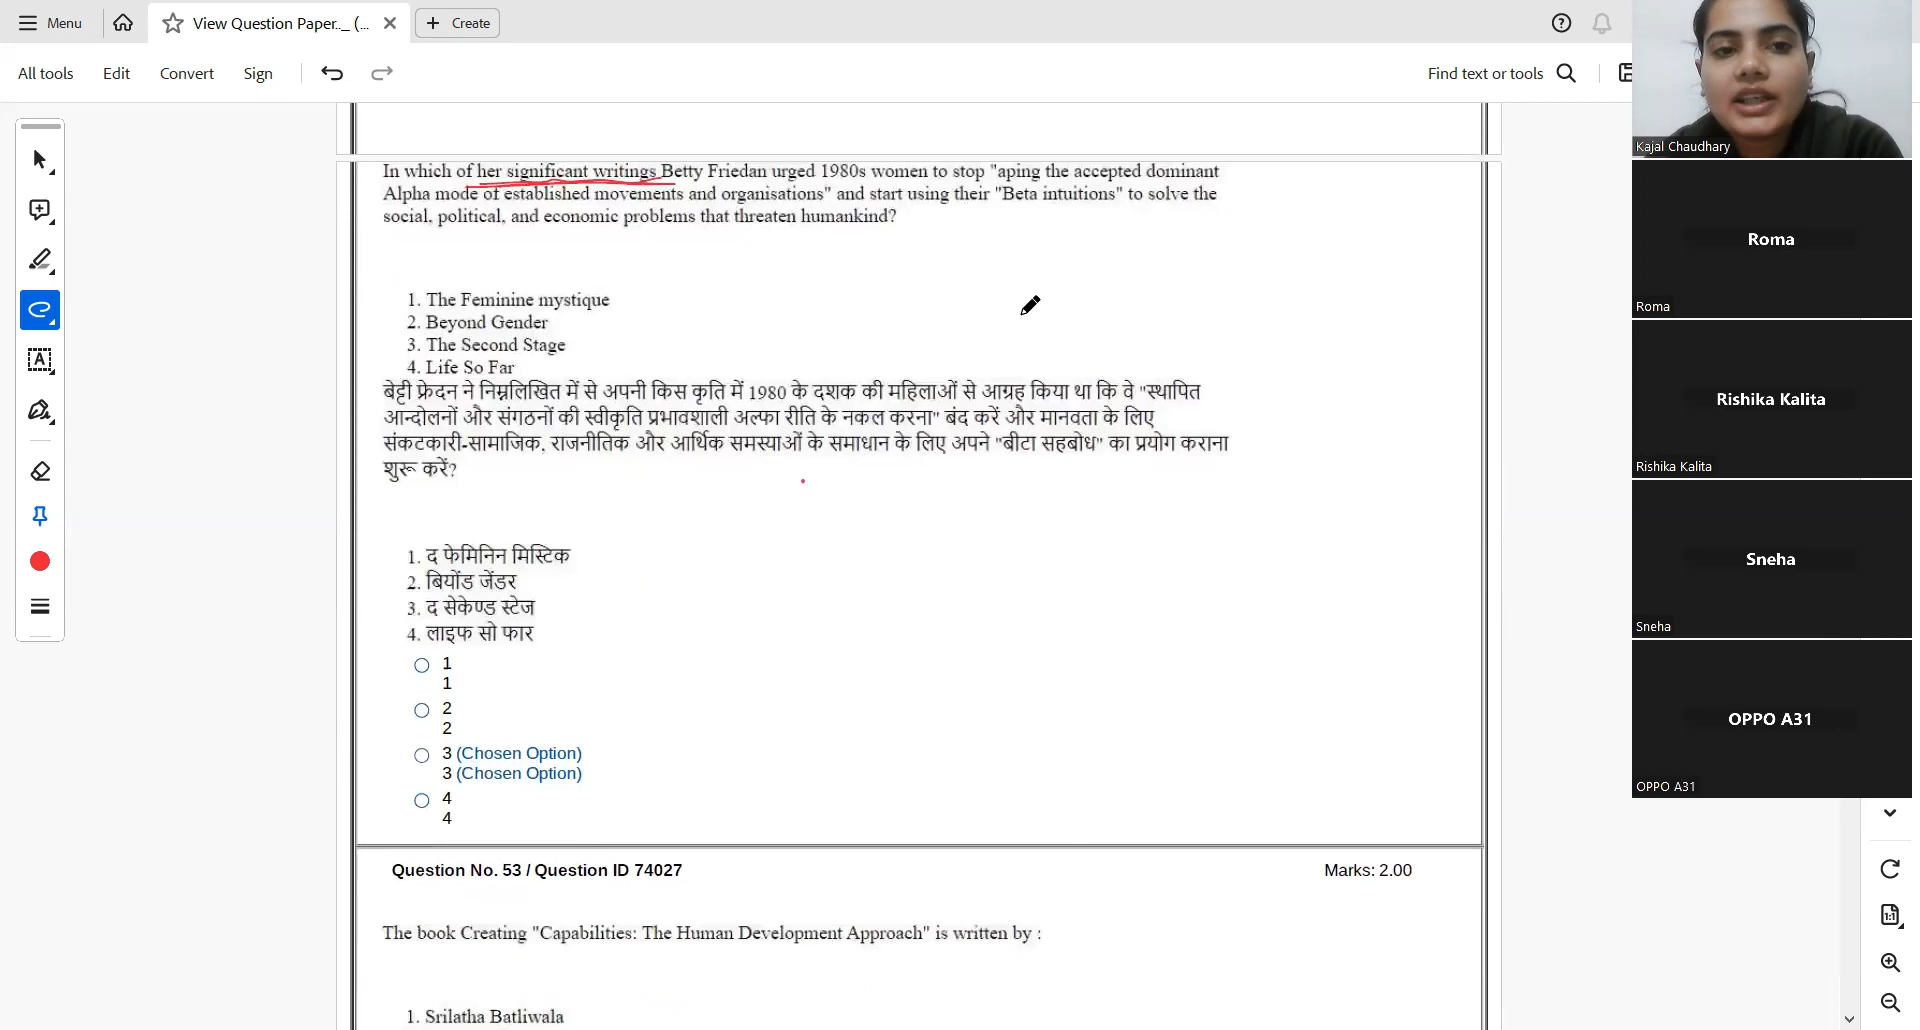 Menu
View Question Paper.._ (...
Create
All tools
Edit
Convert
Sign
Find text or tools
Kajal Chaudhary
In which of her significant writings Betty Friedan urged 1980s women to stop "aping the accepted dominant
Alpha mode of established movements and organisations" and start using their "Beta intuitions" to solve the
social, political, and economic problems that threaten humankind?
1. The Feminine mystique
2. Beyond Gender
3. The Second Stage
4. Life So Far
बेट्टी फ्रेदन ने निम्नलिखित में से अपनी किस कृति में 1980 के दशक की महिलाओं से आग्रह किया था कि वे "स्थापित
आन्दोलनों और संगठनों की स्वीकृति प्रभावशाली अल्फा रीति के नकल करना" बंद करें और मानवता के लिए
संकटकारी-सामाजिक, राजनीतिक और आर्थिक समस्याओं के समाधान के लिए अपने "बीटा सहबोध" का प्रयोग कराना
शुरू करें?
1. द फेमिनिन मिस्टिक
2. बियोंड जेंडर
3. द सेकेण्ड स्टेज
4. लाइफ सो फार
1
1
2
2
3 (Chosen Option)
3 (Chosen Option)
4
4
Question No. 53 / Question ID 74027
Marks: 2.00
The book Creating "Capabilities: The Human Development Approach" is written by :
1. Srilatha Batliwala
Roma
Roma
Rishika Kalita
Rishika Kalita
Sneha
Sneha
OPPO A31
OPPO A31